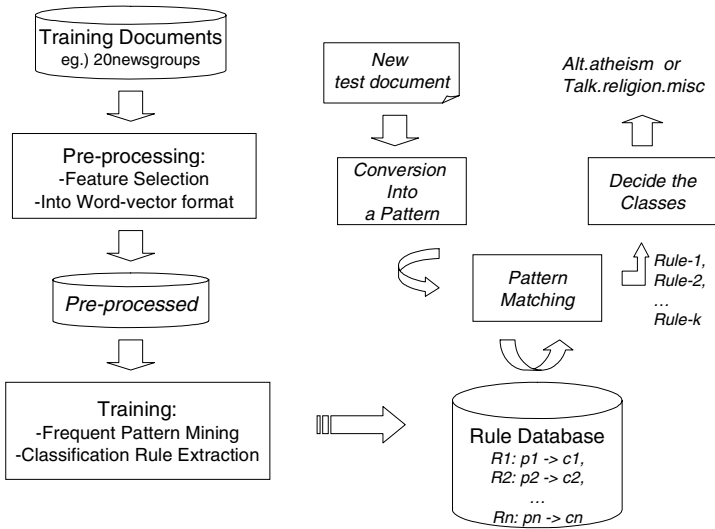 Training Documents
eg.) 20newsgroups
Pre-processing:
-Feature Selection
-Into Word-vector format
Pre-processed
Training:
-Frequent Pattern Mining
-Classification Rule Extraction
New
test document
Conversion
Into
a Pattern
Pattern
Matching
Rule Database
R1: p1 -> c1,
R2: p2 -> c2,
...
Rn: pn -> cn
Rule-1,
Rule-2,
...
Rule-k
Decide the
Classes
Alt.atheism or
Talk.religion.misc